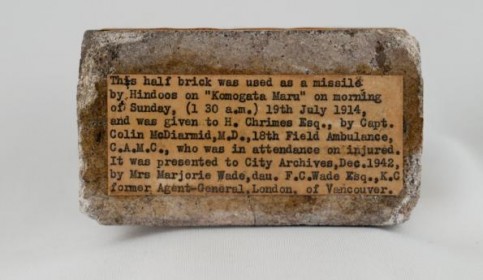 This half brick was used as a missile
by Hindoos on "Komogata Maru" on morning
of Sunday, (1 30 a.m.) 19th July 1914,
and was given to H. Chrimes Esq., by Capt.
Colin McDiarmid,M.D.,18th Field Ambulance,
C.A.M.C., who was in attendance on injured.
It was presented to City Archives,Dec.1942,
by Mrs Marjorie Wade,dau. F.C.Wade Esq.,K.C
former Agent-General,London, of Vancouver.